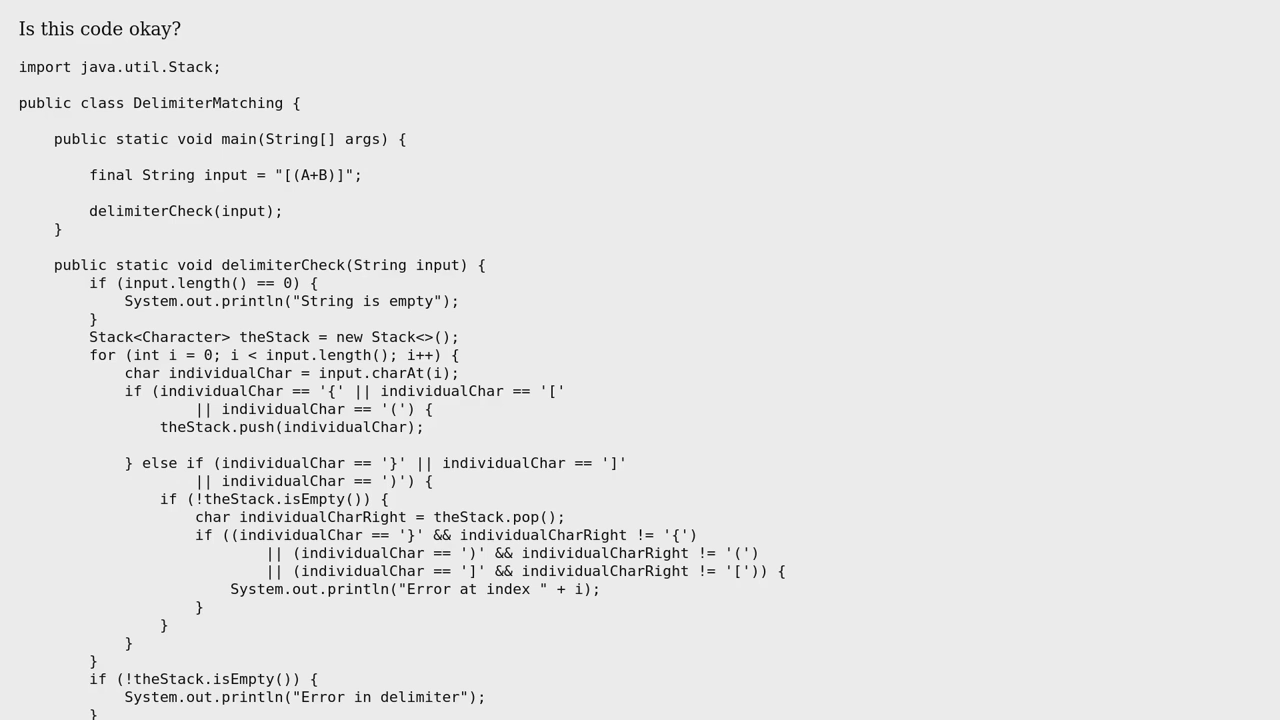 Is this code okay?
import java.util.Stack;
public class DelimiterMatching {
    public static void main(String[] args) {
        final String input = "[(A+B)]";
        delimiterCheck(input);
    }
    public static void delimiterCheck(String input) {
        if (input.length() == 0) {
            System.out.println("String is empty");
        }
        Stack<Character> theStack = new Stack<>();
        for (int i = 0; i < input.length(); i++) {
            char individualChar = input.charAt(i);
            if (individualChar == '{' || individualChar == '['
                    || individualChar == '(') {
                theStack.push(individualChar);
            } else if (individualChar == '}' || individualChar == ']'
                    || individualChar == ')') {
                if (!theStack.isEmpty()) {
                    char individualCharRight = theStack.pop();
                    if ((individualChar == '}' && individualCharRight != '{')
                            || (individualChar == ')' && individualCharRight != '(')
                            || (individualChar == ']' && individualCharRight != '[')) {
                        System.out.println("Error at index " + i);
                    }
                }
            }
        }
        if (!theStack.isEmpty()) {
            System.out.println("Error in delimiter");
        }